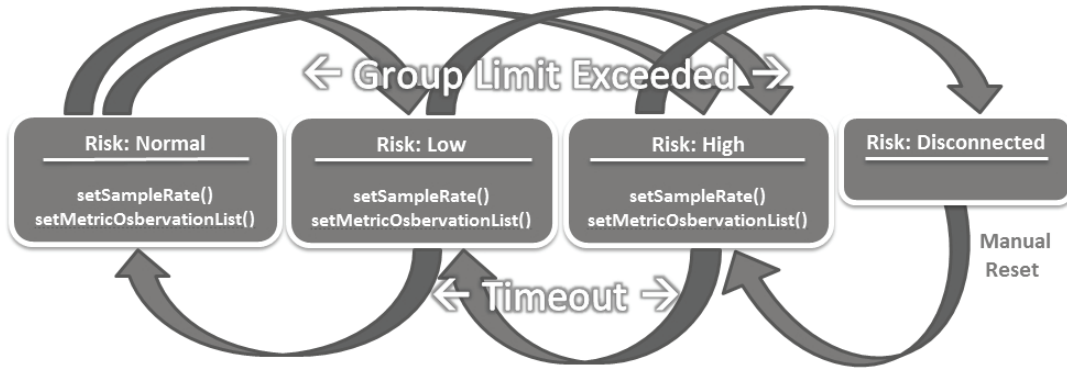 ← Group Limit Exceeded →
Risk: Normal
setSampleRate()
setMetricOsbervationList()
Risk: Low
setSampleRate()
setMetricOsbervationList()
Risk: High
setSampleRate()
setMetricOsbervationList()
Risk: Disconnected
← Timeout →
Manual
Reset